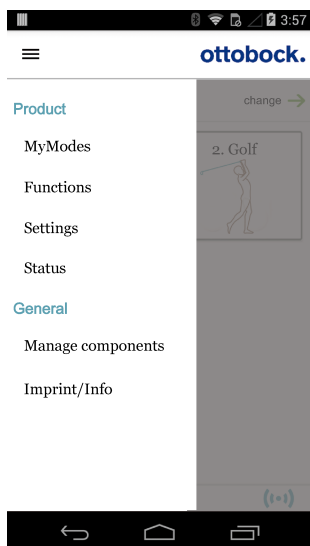 3:57
ottobock.
Product
change
MyModes
2. Golf
Functions
Settings
Status
General
Manage components
Imprint/Info